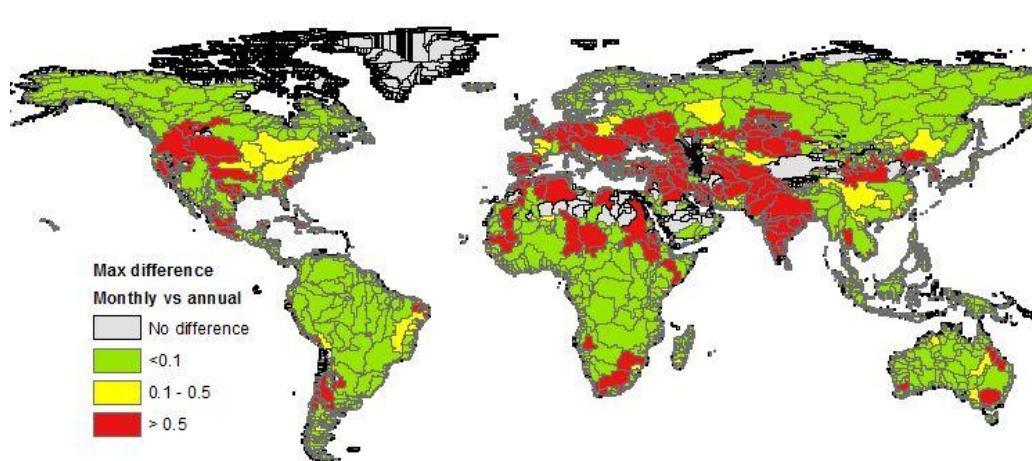 Max difference
Monthly vs annual
No difference
<0.1
0.1 - 0.5
> 0.5